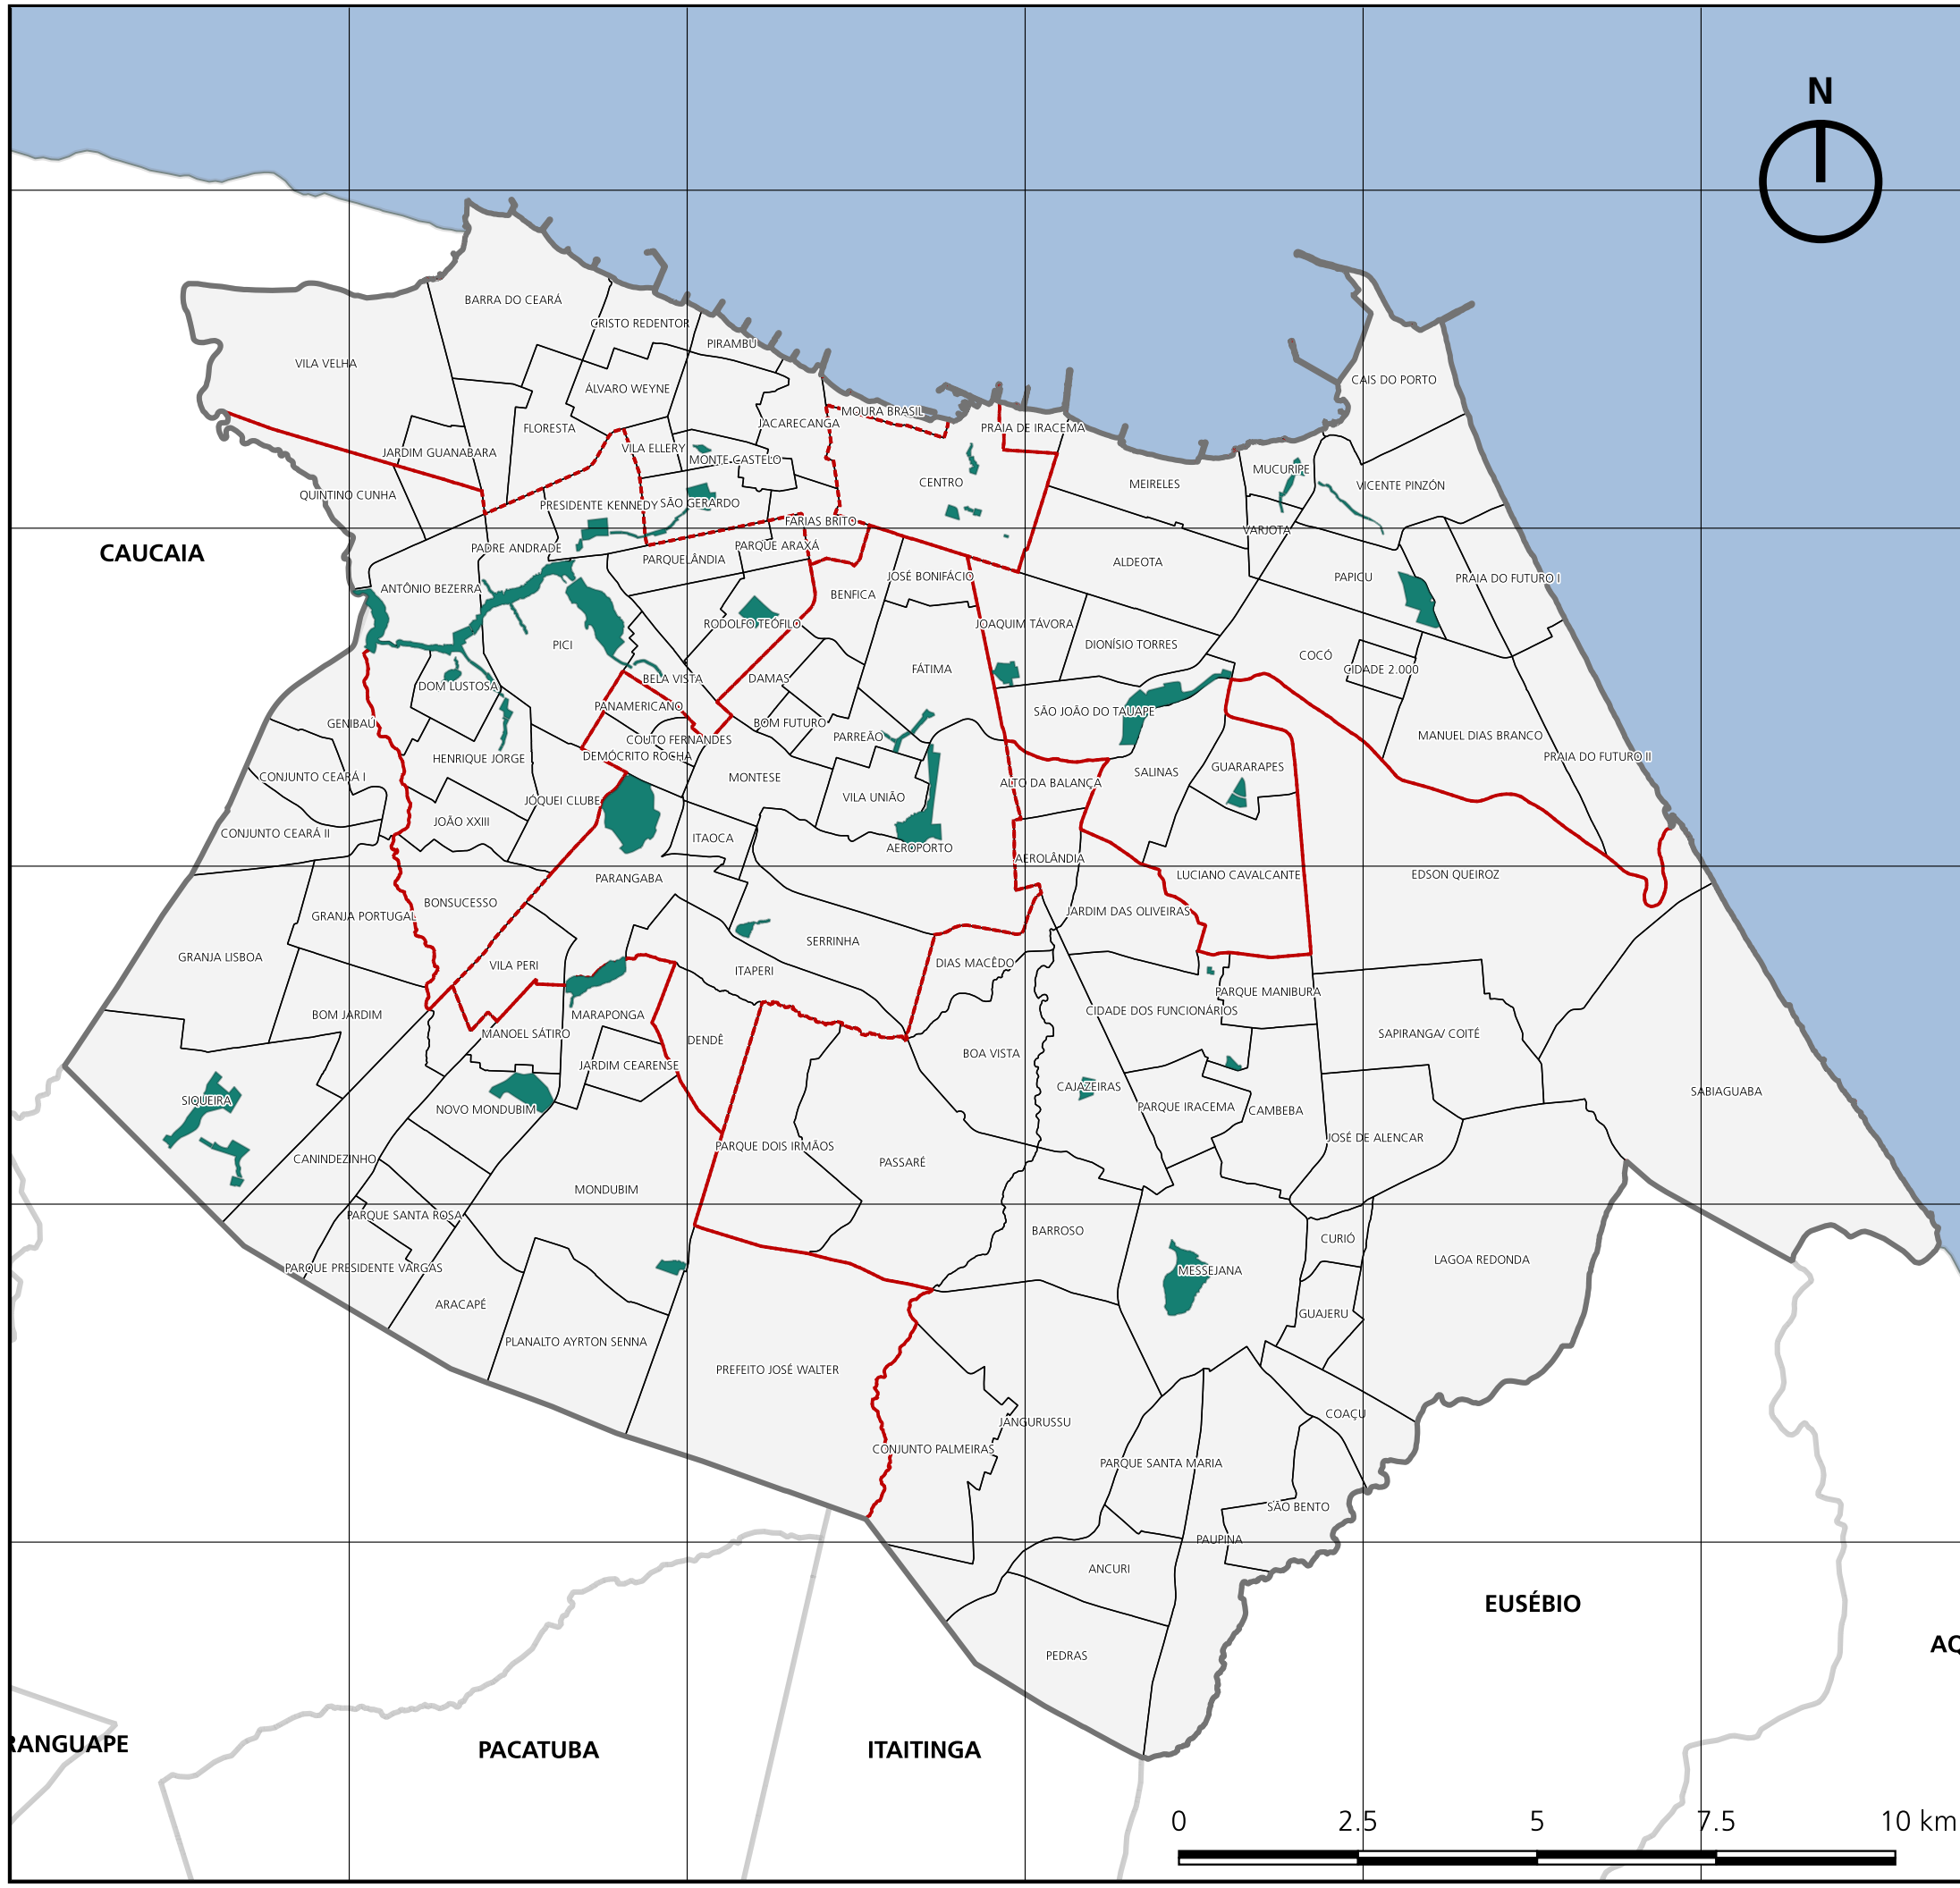 N
BARRA DO CEARÁ
CRISTO REDENTOR
PIRAMBU
VILA VELHA
CAIS DO PORTO
ÁLVARO WEYNE
MOURA BRASIL
JACARECANGA
PRAIA DE IRACEMA
FLORESTA
VILA ELLERY
JARDIM GUANABARA
MONTE CASTELO
MUCURIPE
CENTRO
MEIRELES
VICENTE PINZÓN
QUINTINO CUNHA
PRESIDENTE KENNEDY
SÃO GERARDO
FARIAS BRITO
VARJOTA
CAUCAIA
PADRE ANDRADE
PARQUE ARAXÁ
PARQUELÂNDIA
ALDEOTA
JOSÉ BONIFÁCIO
PAPICU
PRAIA DO FUTURO I
ANTÔNIO BEZERRA
BENFICA
RODOLFO TEÓFILO
JOAQUIM TÁVORA
PICI
DIONÍSIO TORRES
COCÓ
CIDADE 2.000
FÁTIMA
BELA VISTA
DAMAS
DOM LUSTOSA
PANAMERICANO
SÃO JOÃO DO TAUAPE
GENIBAÚ
BOM FUTURO
PARREÃO
MANUEL DIAS BRANCO
COUTO FERNANDES
DEMÓCRITO ROCHA
PRAIA DO FUTURO II
HENRIQUE JORGE
CONJUNTO CEARÁ I
MONTESE
ALTO DA BALANÇA
SALINAS
GUARARAPES
JÓQUEI CLUBE
VILA UNIÃO
JOÃO XXIII
CONJUNTO CEARÁ II
ITAOCA
AEROPORTO
AEROLÂNDIA
PARANGABA
LUCIANO CAVALCANTE
EDSON QUEIROZ
BONSUCESSO
GRANJA PORTUGAL
JARDIM DAS OLIVEIRAS
SERRINHA
GRANJA LISBOA
VILA PERI
ITAPERI
DIAS MACÊDO
PARQUE MANIBURA
BOM JARDIM
MARAPONGA
CIDADE DOS FUNCIONÁRIOS
MANOEL SÁTIRO
DENDÊ
SAPIRANGA/ COITÉ
BOA VISTA
JARDIM CEARENSE
CAJAZEIRAS
SABIAGUABA
SIQUEIRA
NOVO MONDUBIM
PARQUE IRACEMA
CAMBEBA
JOSÉ DE ALENCAR
PARQUE DOIS IRMÃOS
CANINDEZINHO
PASSARÉ
MONDUBIM
PARQUE SANTA ROSA
BARROSO
CURIÓ
LAGOA REDONDA
PARQUE PRESIDENTE VARGAS
MESSEJANA
ARACAPÉ
GUAJERU
PLANALTO AYRTON SENNA
PREFEITO JOSÉ WALTER
COAÇU
JANGURUSSU
CONJUNTO PALMEIRAS
PARQUE SANTA MARIA
SÃO BENTO
PAUPINA
ANCURI
EUSÉBIO
AQ
PEDRAS
RANGUAPE
PACATUBA
ITAITINGA
0 2.5 5 7.5 10 km